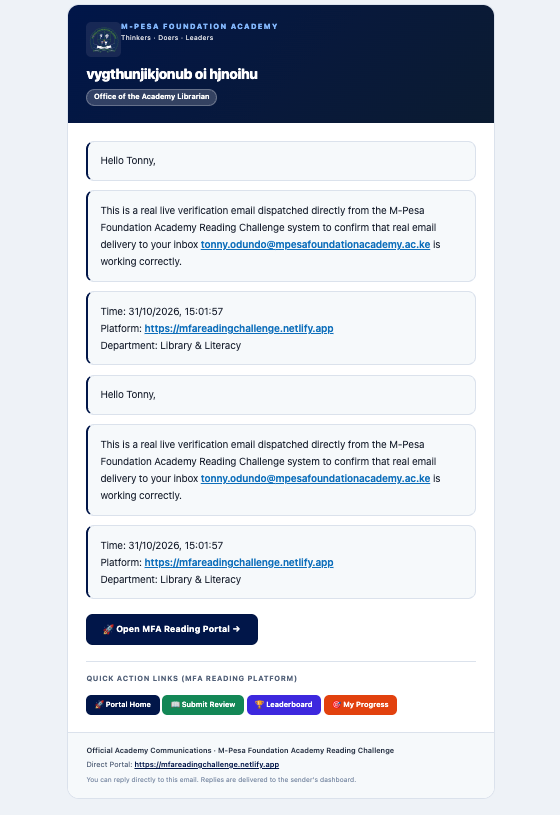 M-PESA FOUNDATION ACADEMY
Thinkers · Doers · Leaders
vygthunjikjonub oi hjnoihu
Office of the Academy Librarian
Hello Tonny,
This is a real live verification email dispatched directly from the M-Pesa
Foundation Academy Reading Challenge system to confirm that real email
delivery to your inbox tonny.odundo@mpesafoundationacademy.ac.ke is
working correctly.
Time: 31/10/2026, 15:01:57
Platform: https://mfareadingchallenge.netlify.app
Department: Library & Literacy
Hello Tonny,
This is a real live verification email dispatched directly from the M-Pesa
Foundation Academy Reading Challenge system to confirm that real email
delivery to your inbox tonny.odundo@mpesafoundationacademy.ac.ke is
working correctly.
Time: 31/10/2026, 15:01:57
Platform: https://mfareadingchallenge.netlify.app
Department: Library & Literacy
🚀 Open MFA Reading Portal →
QUICK ACTION LINKS (MFA READING PLATFORM)
🚀 Portal Home 📖 Submit Review 🏆 Leaderboard 🎯 My Progress
Official Academy Communications · M-Pesa Foundation Academy Reading Challenge
Direct Portal: https://mfareadingchallenge.netlify.app
You can reply directly to this email. Replies are delivered to the sender's dashboard.